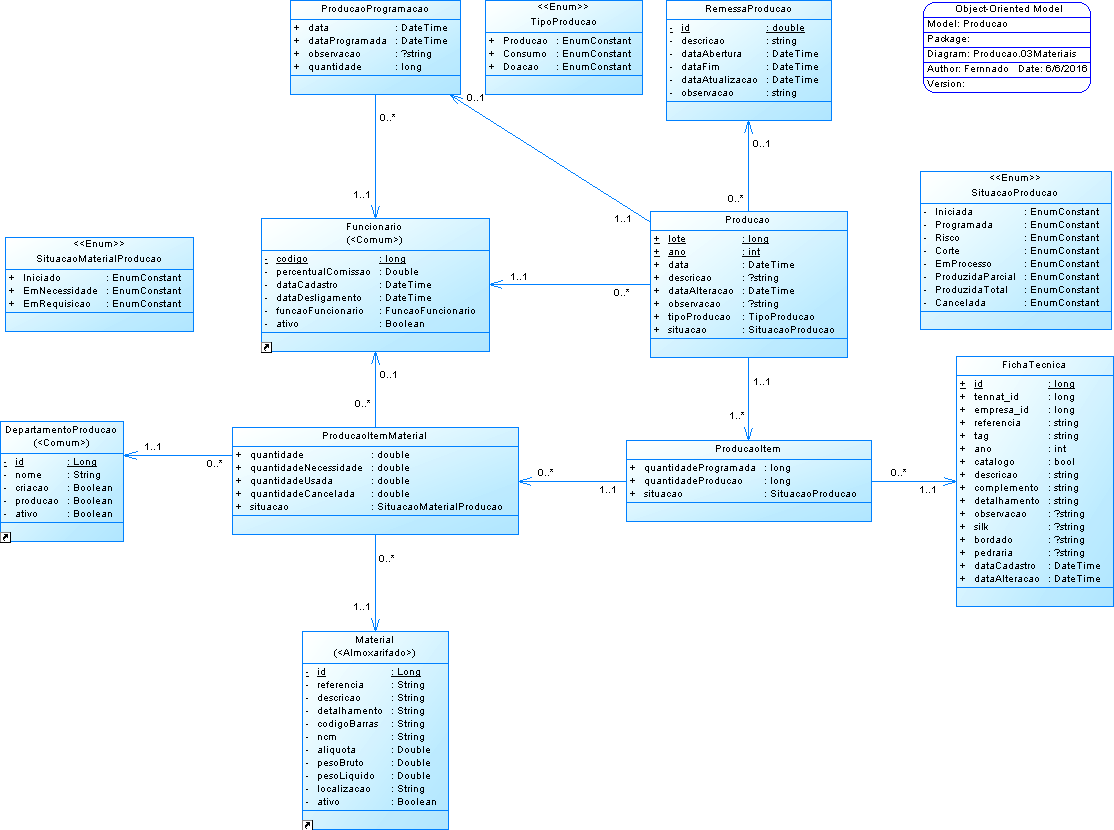 ProducaoProgramacao
+ data : DateTime
+ dataProgramada : DateTime
+ observacao : ?string
+ quantidade : long
<<Enum>>
TipoProducao
+ Producao : EnumConstant
+ Consumo : EnumConstant
+ Doacao : EnumConstant
RemessaProducao
- id : double
- descricao : string
- dataAbertura : DateTime
- dataFim : DateTime
- dataAtualizacao : DateTime
- observacao : string
Object-Oriented Model
Model: Producao
Package:
Diagram: Producao.03Materiais
Author: Fernnado Date: 6/6/2016
Version:
0..1
0..*
0..1
1..1
0..*
1..1
<<Enum>>
SituacaoProducao
- Iniciada : EnumConstant
- Programada : EnumConstant
- Risco : EnumConstant
- Corte : EnumConstant
- EmProcesso : EnumConstant
- ProduzidaParcial : EnumConstant
- ProduzidaTotal : EnumConstant
- Cancelada : EnumConstant
<<Enum>>
SituacaoMaterialProducao
+ Iniciado : EnumConstant
+ EmNecessidade : EnumConstant
+ EmRequisicao : EnumConstant
Funcionario
(<Comum>)
- codigo : long
- percentualComissao : Double
- dataCadastro : DateTime
- dataDesligamento : DateTime
- funcaoFuncionario : FuncaoFuncionario
- ativo : Boolean
1..1
0..*
Producao
+ lote : long
+ ano : int
+ data : DateTime
+ descricao : ?string
+ dataAlteracao : DateTime
+ observacao : ?string
+ tipoProducao : TipoProducao
+ situacao : SituacaoProducao
0..1
0..*
1..1
1..*
FichaTecnica
+ id : long
+ tennat_id : long
+ empresa_id : long
+ referencia : string
+ tag : string
+ ano : int
+ catalogo : bool
+ descricao : string
+ complemento : string
+ detalhamento : string
+ observacao : ?string
+ silk : ?string
+ bordado : ?string
+ pedraria : ?string
+ dataCadastro : DateTime
+ dataAlteracao : DateTime
DepartamentoProducao
(<Comum>)
- id : Long
- nome : String
- criacao : Boolean
- producao : Boolean
- ativo : Boolean
1..1
0..*
ProducaoItemMaterial
+ quantidade : double
+ quantidadeNecessidade : double
+ quantidadeUsada : double
+ quantidadeCancelada : double
+ situacao : SituacaoMaterialProducao
0..*
1..1
ProducaoItem
+ quantidadeProgramada : long
+ quantidadeProducao : long
+ situacao : SituacaoProducao
0..*
1..1
0..*
1..1
Material
(<Almoxarifado>)
- id : Long
- referencia : String
- descricao : String
- detalhamento : String
- codigoBarras : String
- ncm : String
- aliquota : Double
- pesoBruto : Double
- pesoLiquido : Double
- localizacao : String
- ativo : Boolean